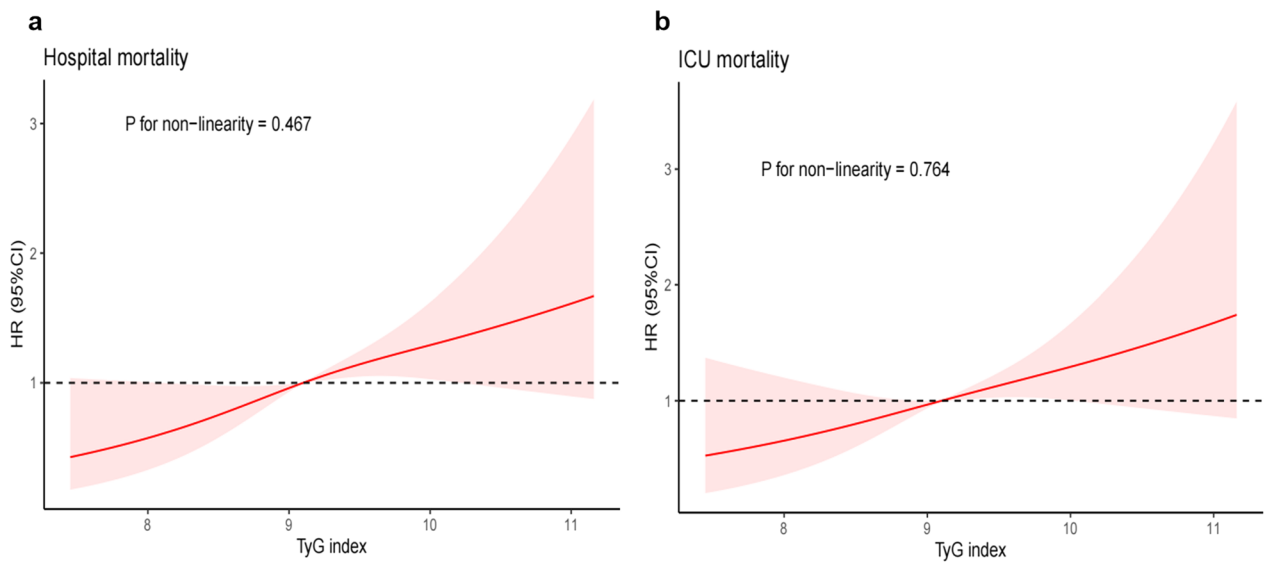 a
Hospital mortality
P for non−linearity = 0.467
HR (95%CI)
3
2
1
8 9 10 11
TyG index
b
ICU mortality
P for non−linearity = 0.764
HR (95%CI)
3
2
1
8 9 10 11
TyG index